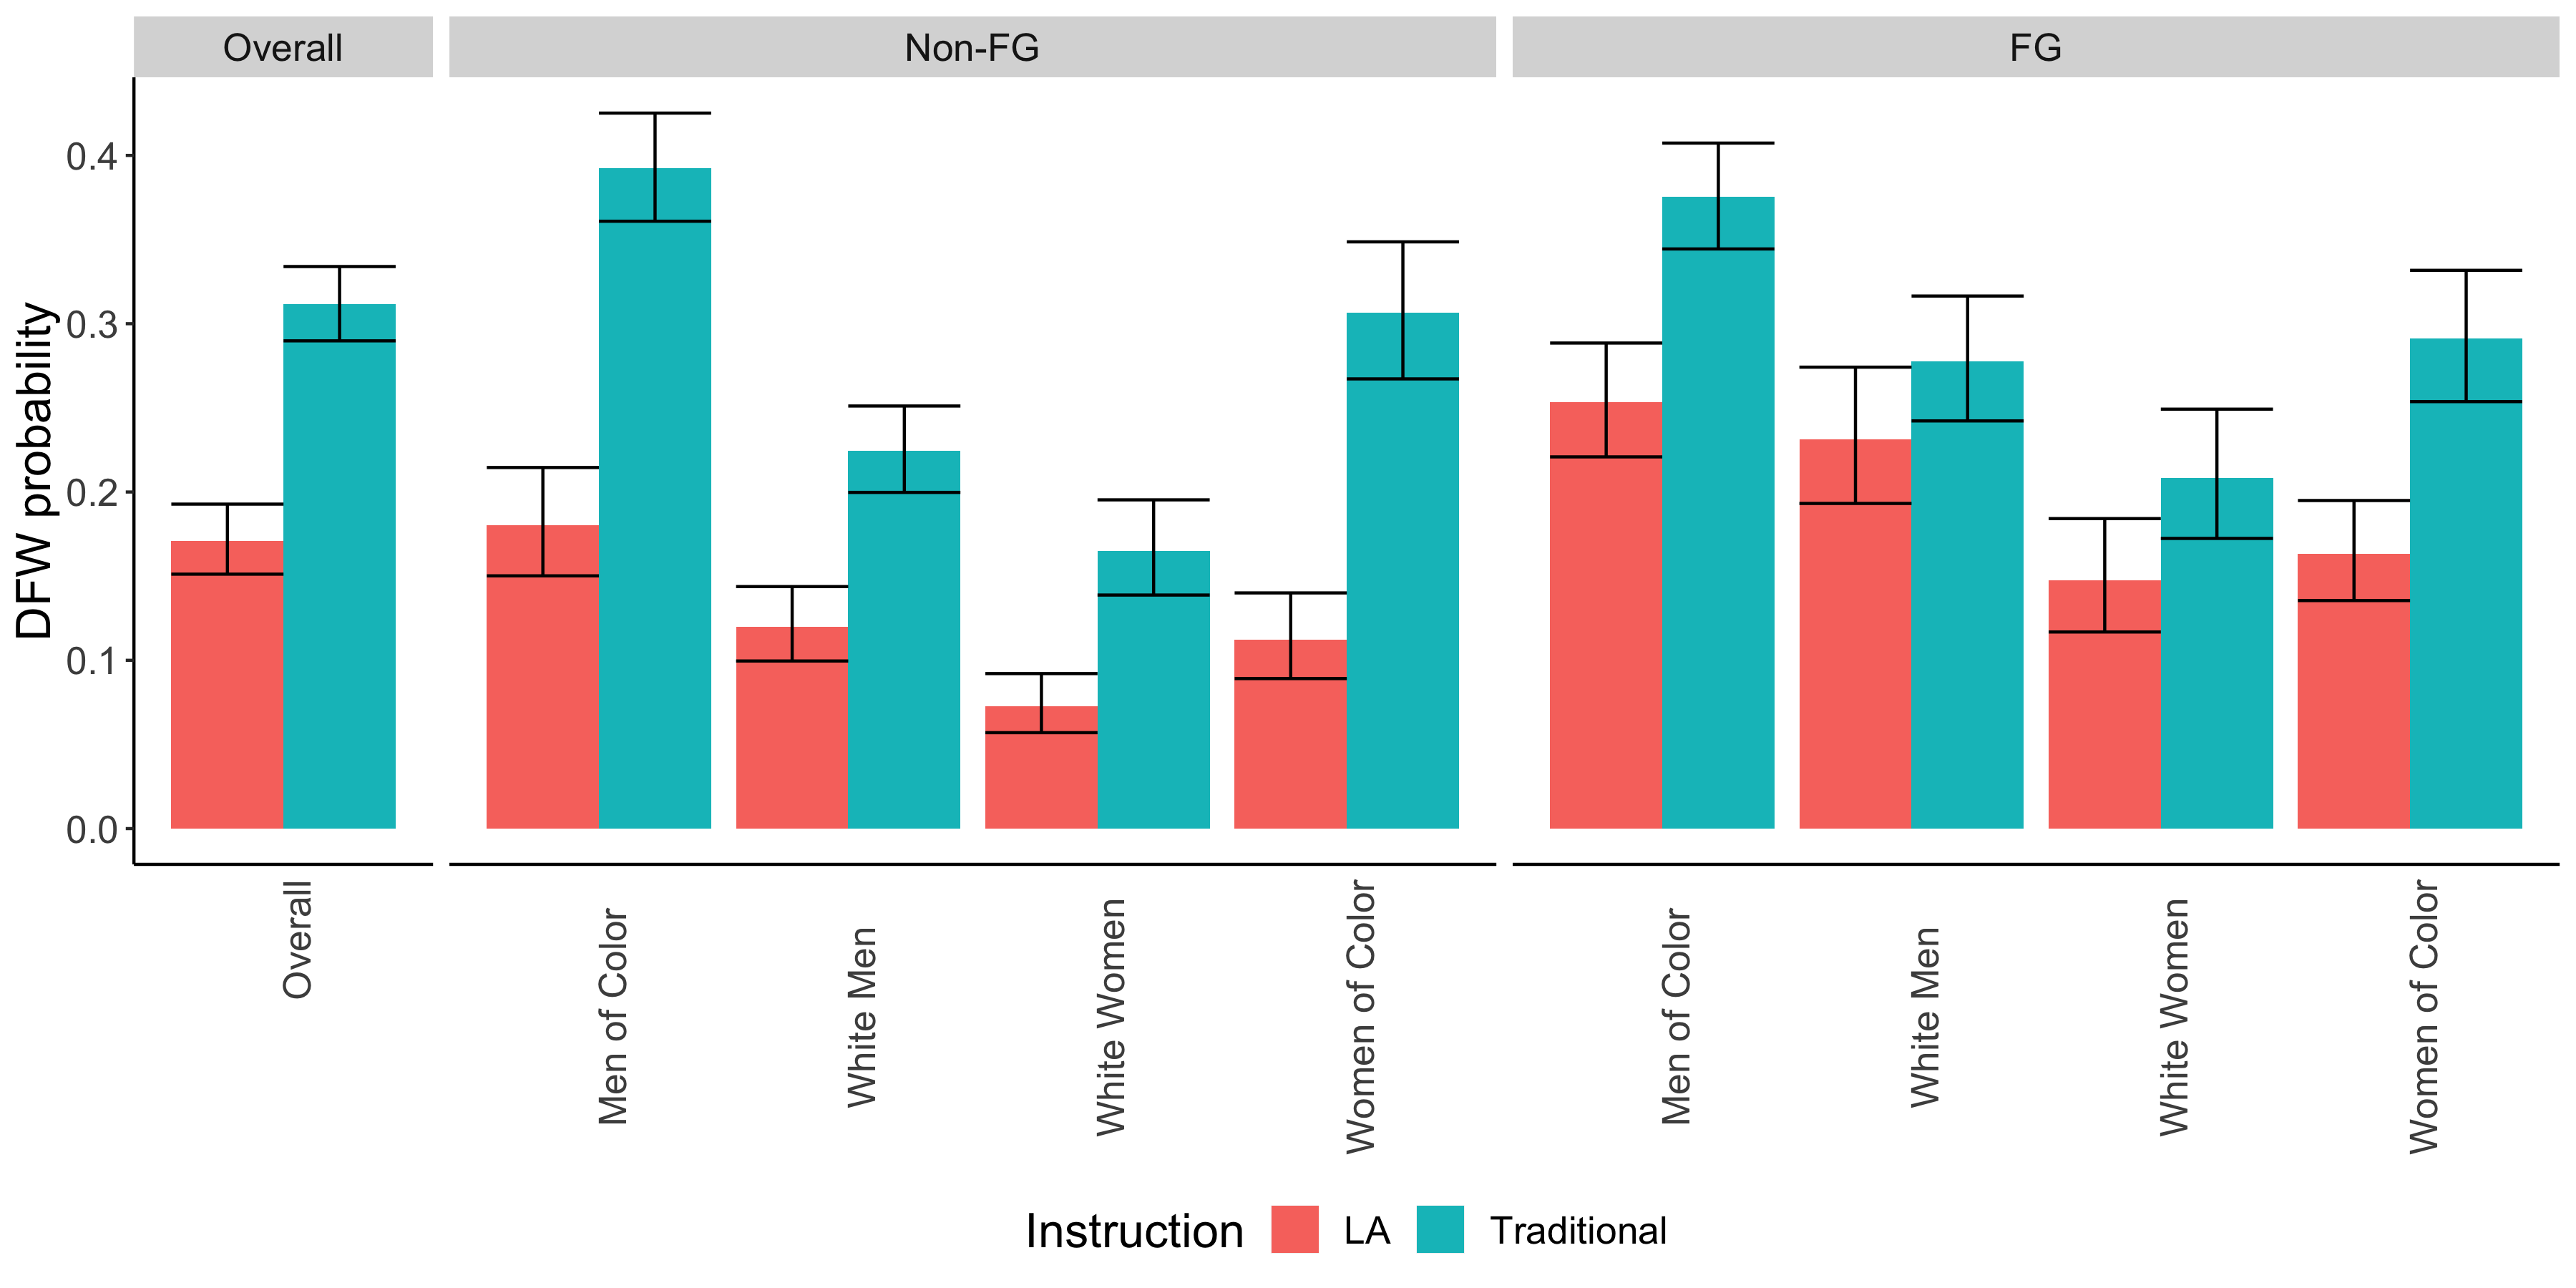 Overall
Non-FG
FG
DFW probability
0.4
0.3
0.2
0.1
0.0
Overall
Men of Color
White Men
White Women
Women of Color
Men of Color
White Men
White Women
Women of Color
Instruction
LA
Traditional